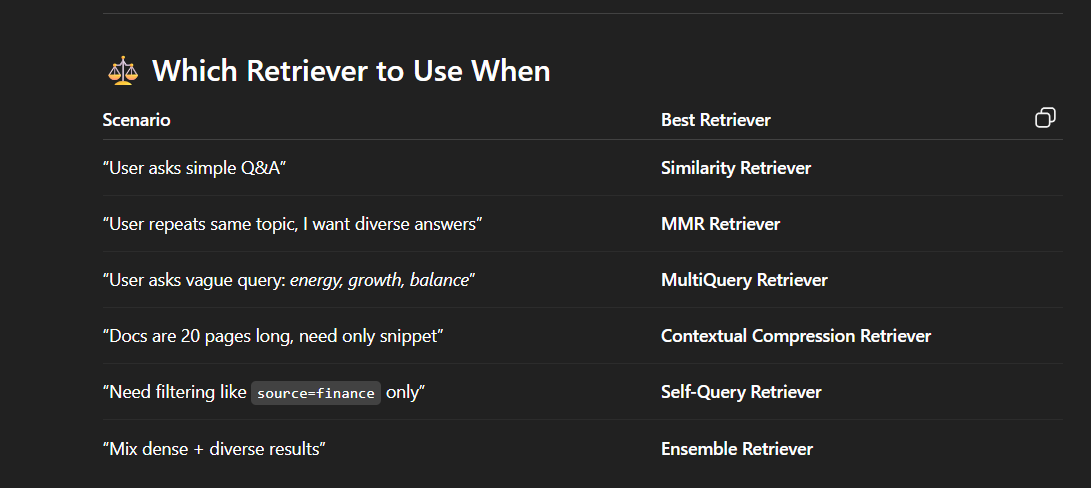 ⚖️ Which Retriever to Use When
Scenario Best Retriever
“User asks simple Q&A” Similarity Retriever
“User repeats same topic, I want diverse answers” MMR Retriever
“User asks vague query: energy, growth, balance” MultiQuery Retriever
“Docs are 20 pages long, need only snippet” Contextual Compression Retriever
“Need filtering like source=finance only” Self-Query Retriever
“Mix dense + diverse results” Ensemble Retriever